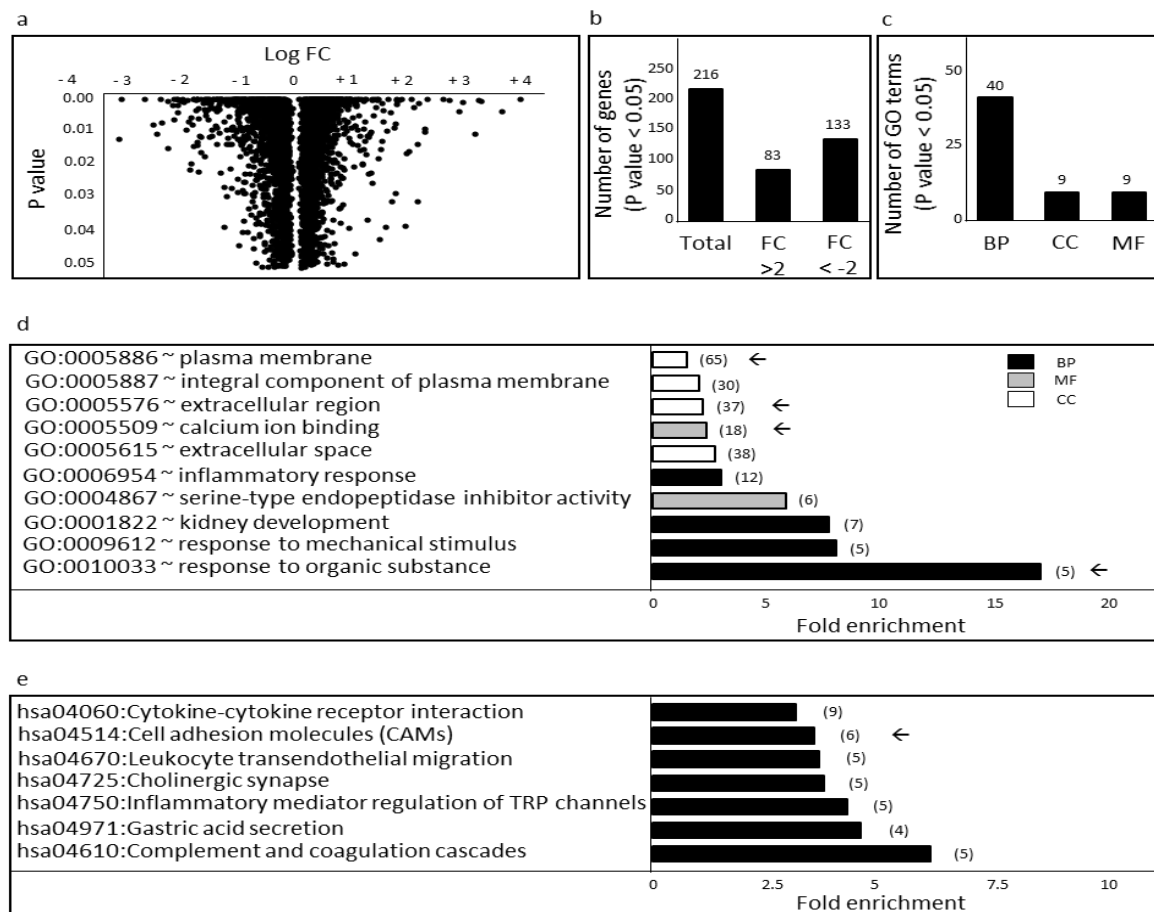 a
Log FC
- 4 - 3 - 2 - 1 0 + 1 + 2 + 3 + 4
P value
0.00
0.01
0.02
0.03
0.04
0.05
b
Number of genes
(P value < 0.05)
250
200
150
100
50
0
216
83
133
Total FC FC
>2 < -2
c
Number of GO terms
(P value < 0.05)
50
25
0
40
9
9
BP CC MF
d
GO:0005886 ~ plasma membrane (65) ←
GO:0005887 ~ integral component of plasma membrane (30)
GO:0005576 ~ extracellular region (37) ←
GO:0005509 ~ calcium ion binding (18) ←
GO:0005615 ~ extracellular space (38)
GO:0006954 ~ inflammatory response (12)
GO:0004867 ~ serine-type endopeptidase inhibitor activity (6)
GO:0001822 ~ kidney development (7)
GO:0009612 ~ response to mechanical stimulus (5)
GO:0010033 ~ response to organic substance (5) ←
BP
MF
CC
0 5 10 15 20
Fold enrichment
e
hsa04060:Cytokine-cytokine receptor interaction (9)
hsa04514:Cell adhesion molecules (CAMs) (6) ←
hsa04670:Leukocyte transendothelial migration (5)
hsa04725:Cholinergic synapse (5)
hsa04750:Inflammatory mediator regulation of TRP channels (5)
hsa04971:Gastric acid secretion (4)
hsa04610:Complement and coagulation cascades (5)
0 2.5 5 7.5 10
Fold enrichment